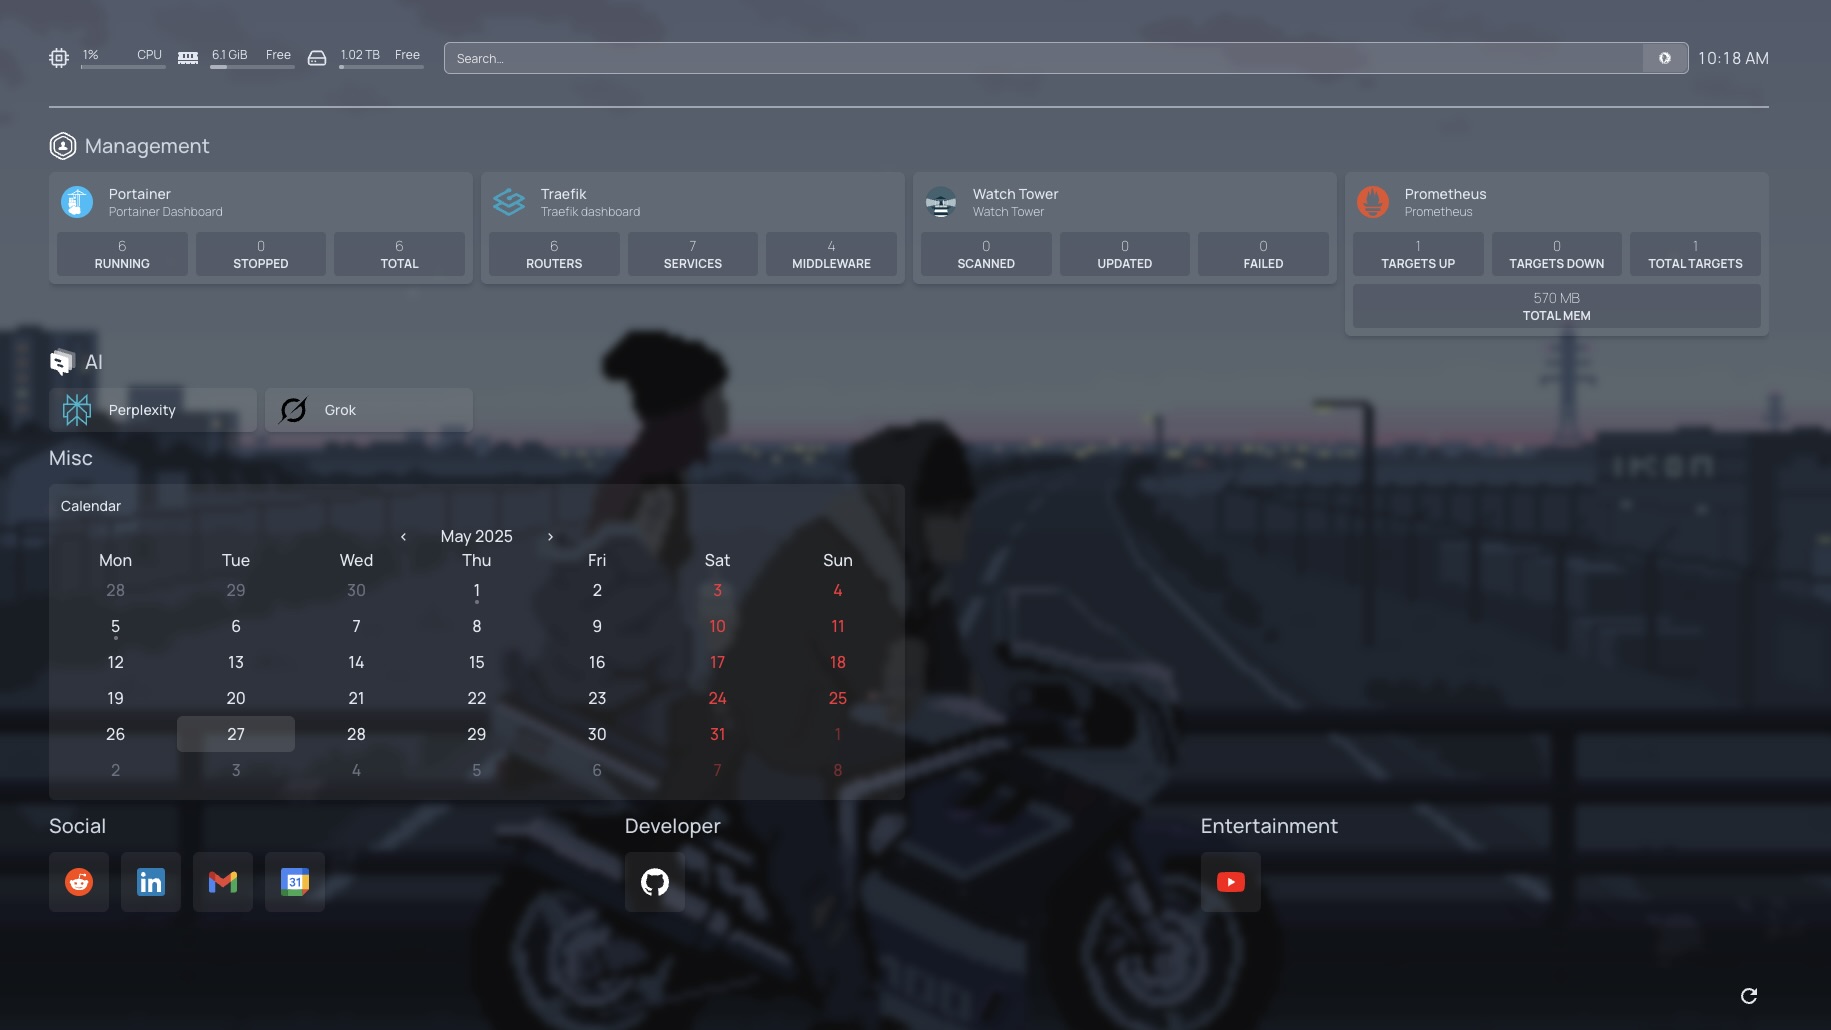 1% CPU 6.1 GiB Free 1.02 TB Free Search... 10:18 AM
Management
Portainer
Portainer Dashboard
6 0 6
RUNNING STOPPED TOTAL
Traefik
Traefik dashboard
6 7 4
ROUTERS SERVICES MIDDLEWARE
Watch Tower
Watch Tower
0 0 0
SCANNED UPDATED FAILED
Prometheus
Prometheus
1 0 1
TARGETS UP TARGETS DOWN TOTAL TARGETS
570 MB
TOTAL MEM
AI
Perplexity Grok
Misc
Calendar
‹ May 2025 ›
Mon Tue Wed Thu Fri Sat Sun
28 29 30 1 2 3 4
5 6 7 8 9 10 11
12 13 14 15 16 17 18
19 20 21 22 23 24 25
26 27 28 29 30 31 1
2 3 4 5 6 7 8
Social Developer Entertainment
in 31